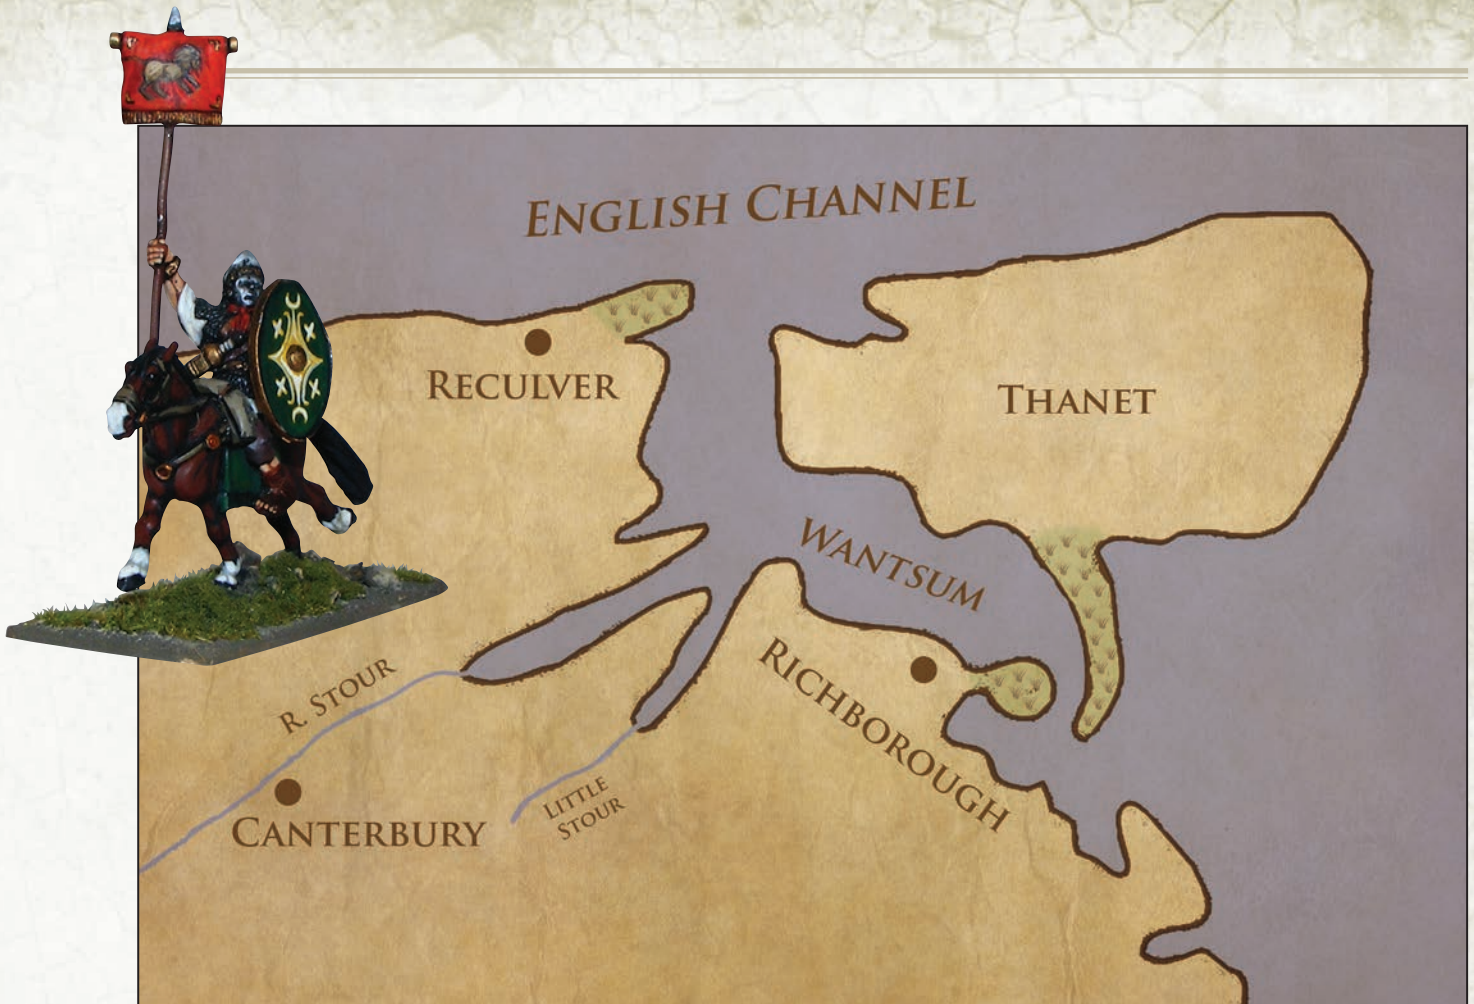 ENGLISH CHANNEL
RECULVER
THANET
WANTSUM
RICHBOROUGH
R. STOUR
LITTLE
STOUR
CANTERBURY